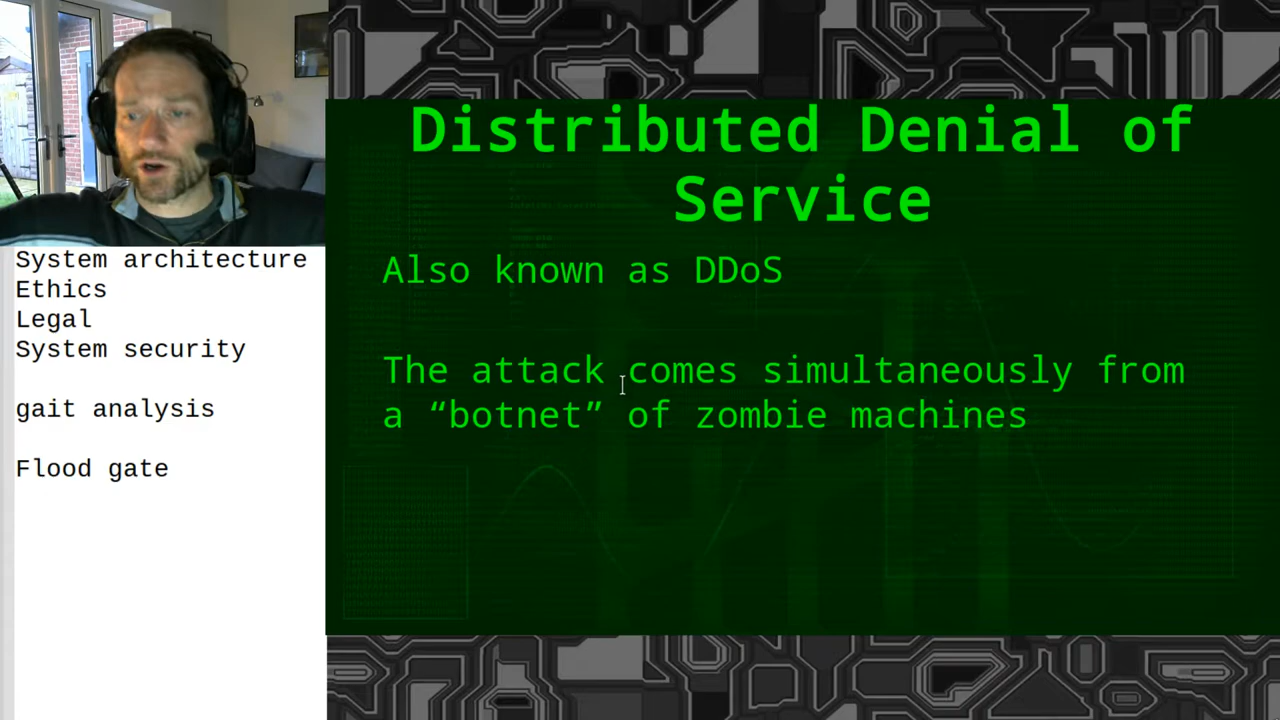 Distributed Denial of
Service
Also known as DDoS
The attack comes simultaneously from
a “botnet” of zombie machines
System architecture
Ethics
Legal
System security
gait analysis
Flood gate